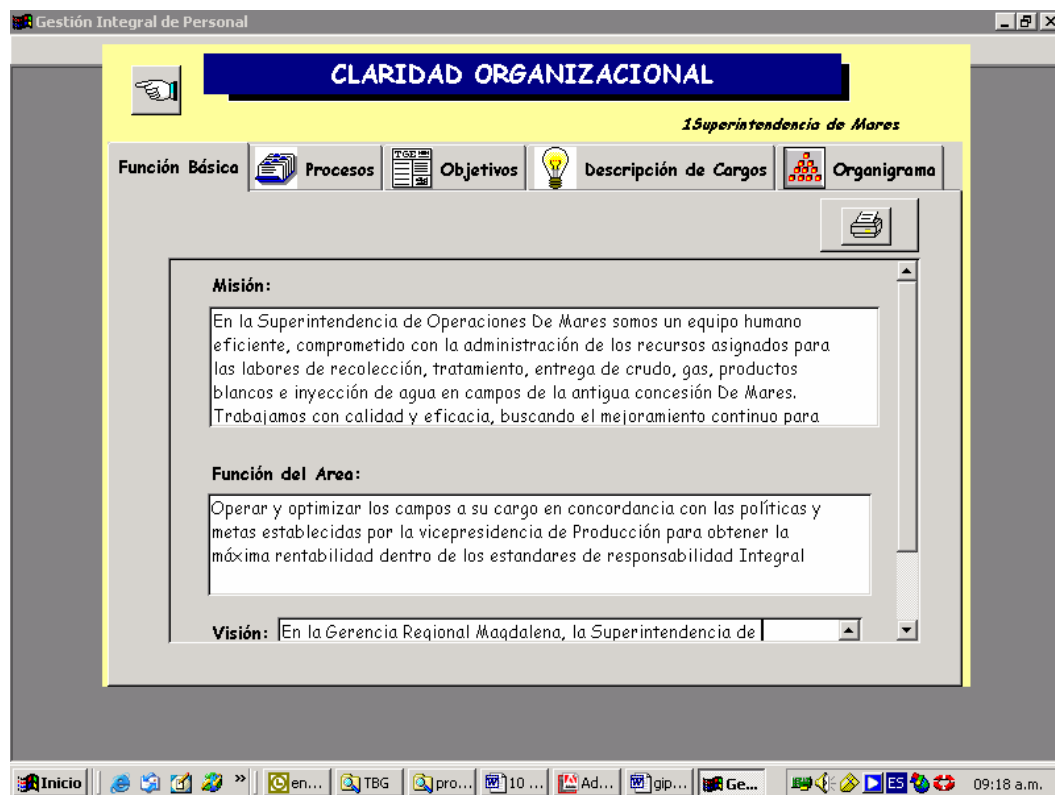 Gestión Integral de Personal
CLARIDAD ORGANIZACIONAL
1Superintendencia de Mares
Función Básica
Procesos
TGE
Objetivos
Descripción de Cargos
Organigrama
Misión:
En la Superintendencia de Operaciones De Mares somos un equipo humano
eficiente, comprometido con la administración de los recursos asignados para
las labores de recolección, tratamiento, entrega de crudo, gas, productos
blancos e inyección de agua en campos de la antigua concesión De Mares.
Trabajamos con calidad y eficacia, buscando el mejoramiento continuo para
Función del Area:
Operar y optimizar los campos a su cargo en concordancia con las políticas y
metas establecidas por la vicepresidencia de Producción para obtener la
máxima rentabilidad dentro de los estandares de responsabilidad Integral
Visión: En la Gerencia Regional Magdalena, la Superintendencia de
Inicio » en... TBG pro... 10 ... Ad... gip... Ge... ES 09:18 a.m.